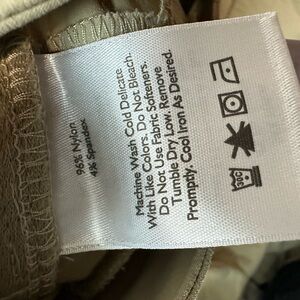 96% Nylon
4% Spandex
Machine Wash Cold Delicate
With Like Colors. Do Not Bleach.
Do Not Use Fabric Softeners.
Tumble Dry Low. Remove
Promptly. Cool Iron As Desired.